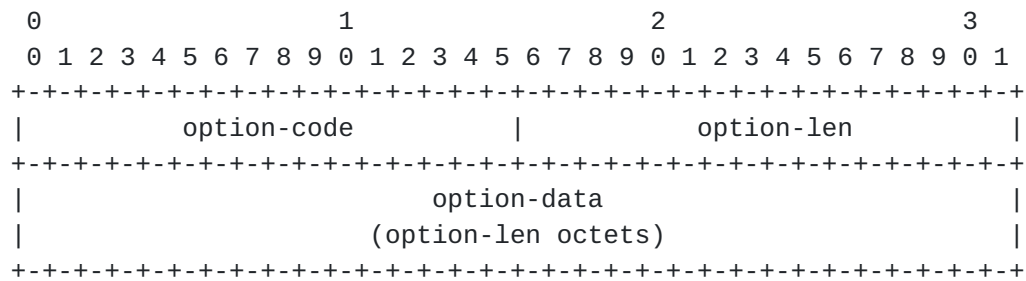 0                   1                   2                   3
 0 1 2 3 4 5 6 7 8 9 0 1 2 3 4 5 6 7 8 9 0 1 2 3 4 5 6 7 8 9 0 1
+-+-+-+-+-+-+-+-+-+-+-+-+-+-+-+-+-+-+-+-+-+-+-+-+-+-+-+-+-+-+-+-+
|          option-code          |           option-len          |
+-+-+-+-+-+-+-+-+-+-+-+-+-+-+-+-+-+-+-+-+-+-+-+-+-+-+-+-+-+-+-+-+
|                          option-data                          |
|                      (option-len octets)                      |
+-+-+-+-+-+-+-+-+-+-+-+-+-+-+-+-+-+-+-+-+-+-+-+-+-+-+-+-+-+-+-+-+